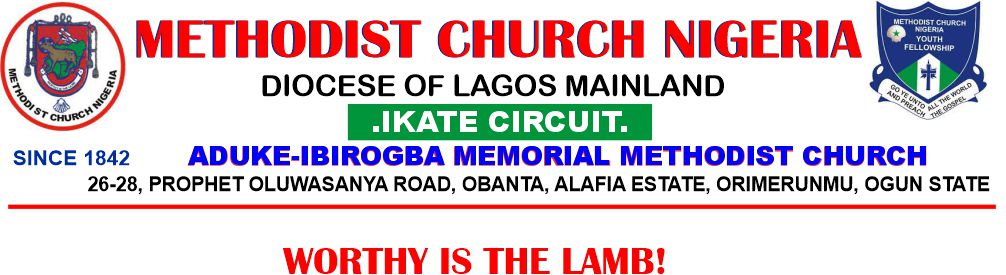 METHODIST CHURCH NIGERIA
METHODIST CHURCH NIGERIA
DIOCESE OF LAGOS MAINLAND
.IKATE CIRCUIT.
SINCE 1842
ADUKE-IBIROGBA MEMORIAL METHODIST CHURCH
26-28, PROPHET OLUWASANYA ROAD, OBANTA, ALAFIA ESTATE, ORIMERUNMU, OGUN STATE
METHODIST CHURCH
NIGERIA
YOUTH
FELLOWSHIP
GO YE UNTO ALL THE WORLD
AND PREACH THE GOSPEL
WORTHY IS THE LAMB!